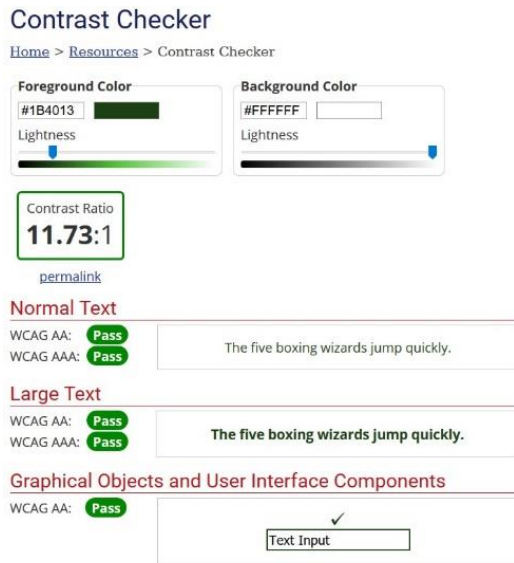 Contrast Checker
Home > Resources > Contrast Checker
Foreground Color
#1B4013
Lightness
Background Color
#FFFFFF
Lightness
Contrast Ratio
11.73:1
permalink
Normal Text
WCAG AA: Pass
WCAG AAA: Pass
The five boxing wizards jump quickly.
Large Text
WCAG AA: Pass
WCAG AAA: Pass
The five boxing wizards jump quickly.
Graphical Objects and User Interface Components
WCAG AA: Pass
✓
Text Input